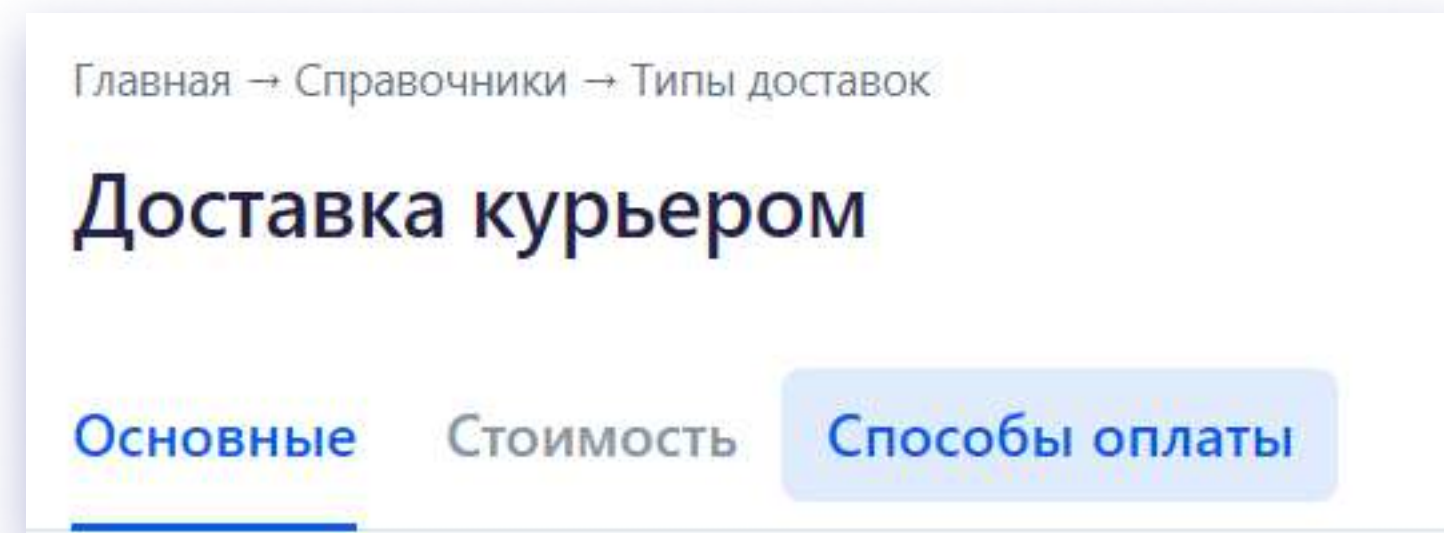 Главная → Справочники → Типы доставок
Доставка курьером
Основные Стоимость Способы оплаты